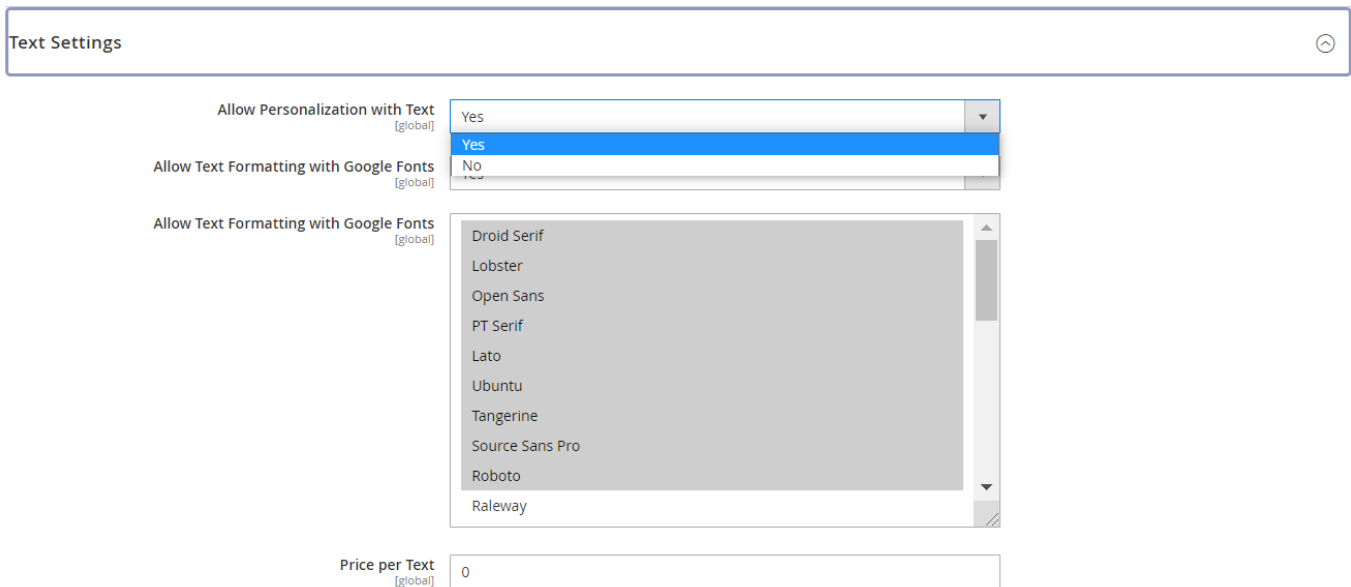 Text Settings
Allow Personalization with Text
[global]
Yes
Yes
No
Allow Text Formatting with Google Fonts
[global]
Yes
Allow Text Formatting with Google Fonts
[global]
Droid Serif
Lobster
Open Sans
PT Serif
Lato
Ubuntu
Tangerine
Source Sans Pro
Roboto
Raleway
Price per Text
[global]
0